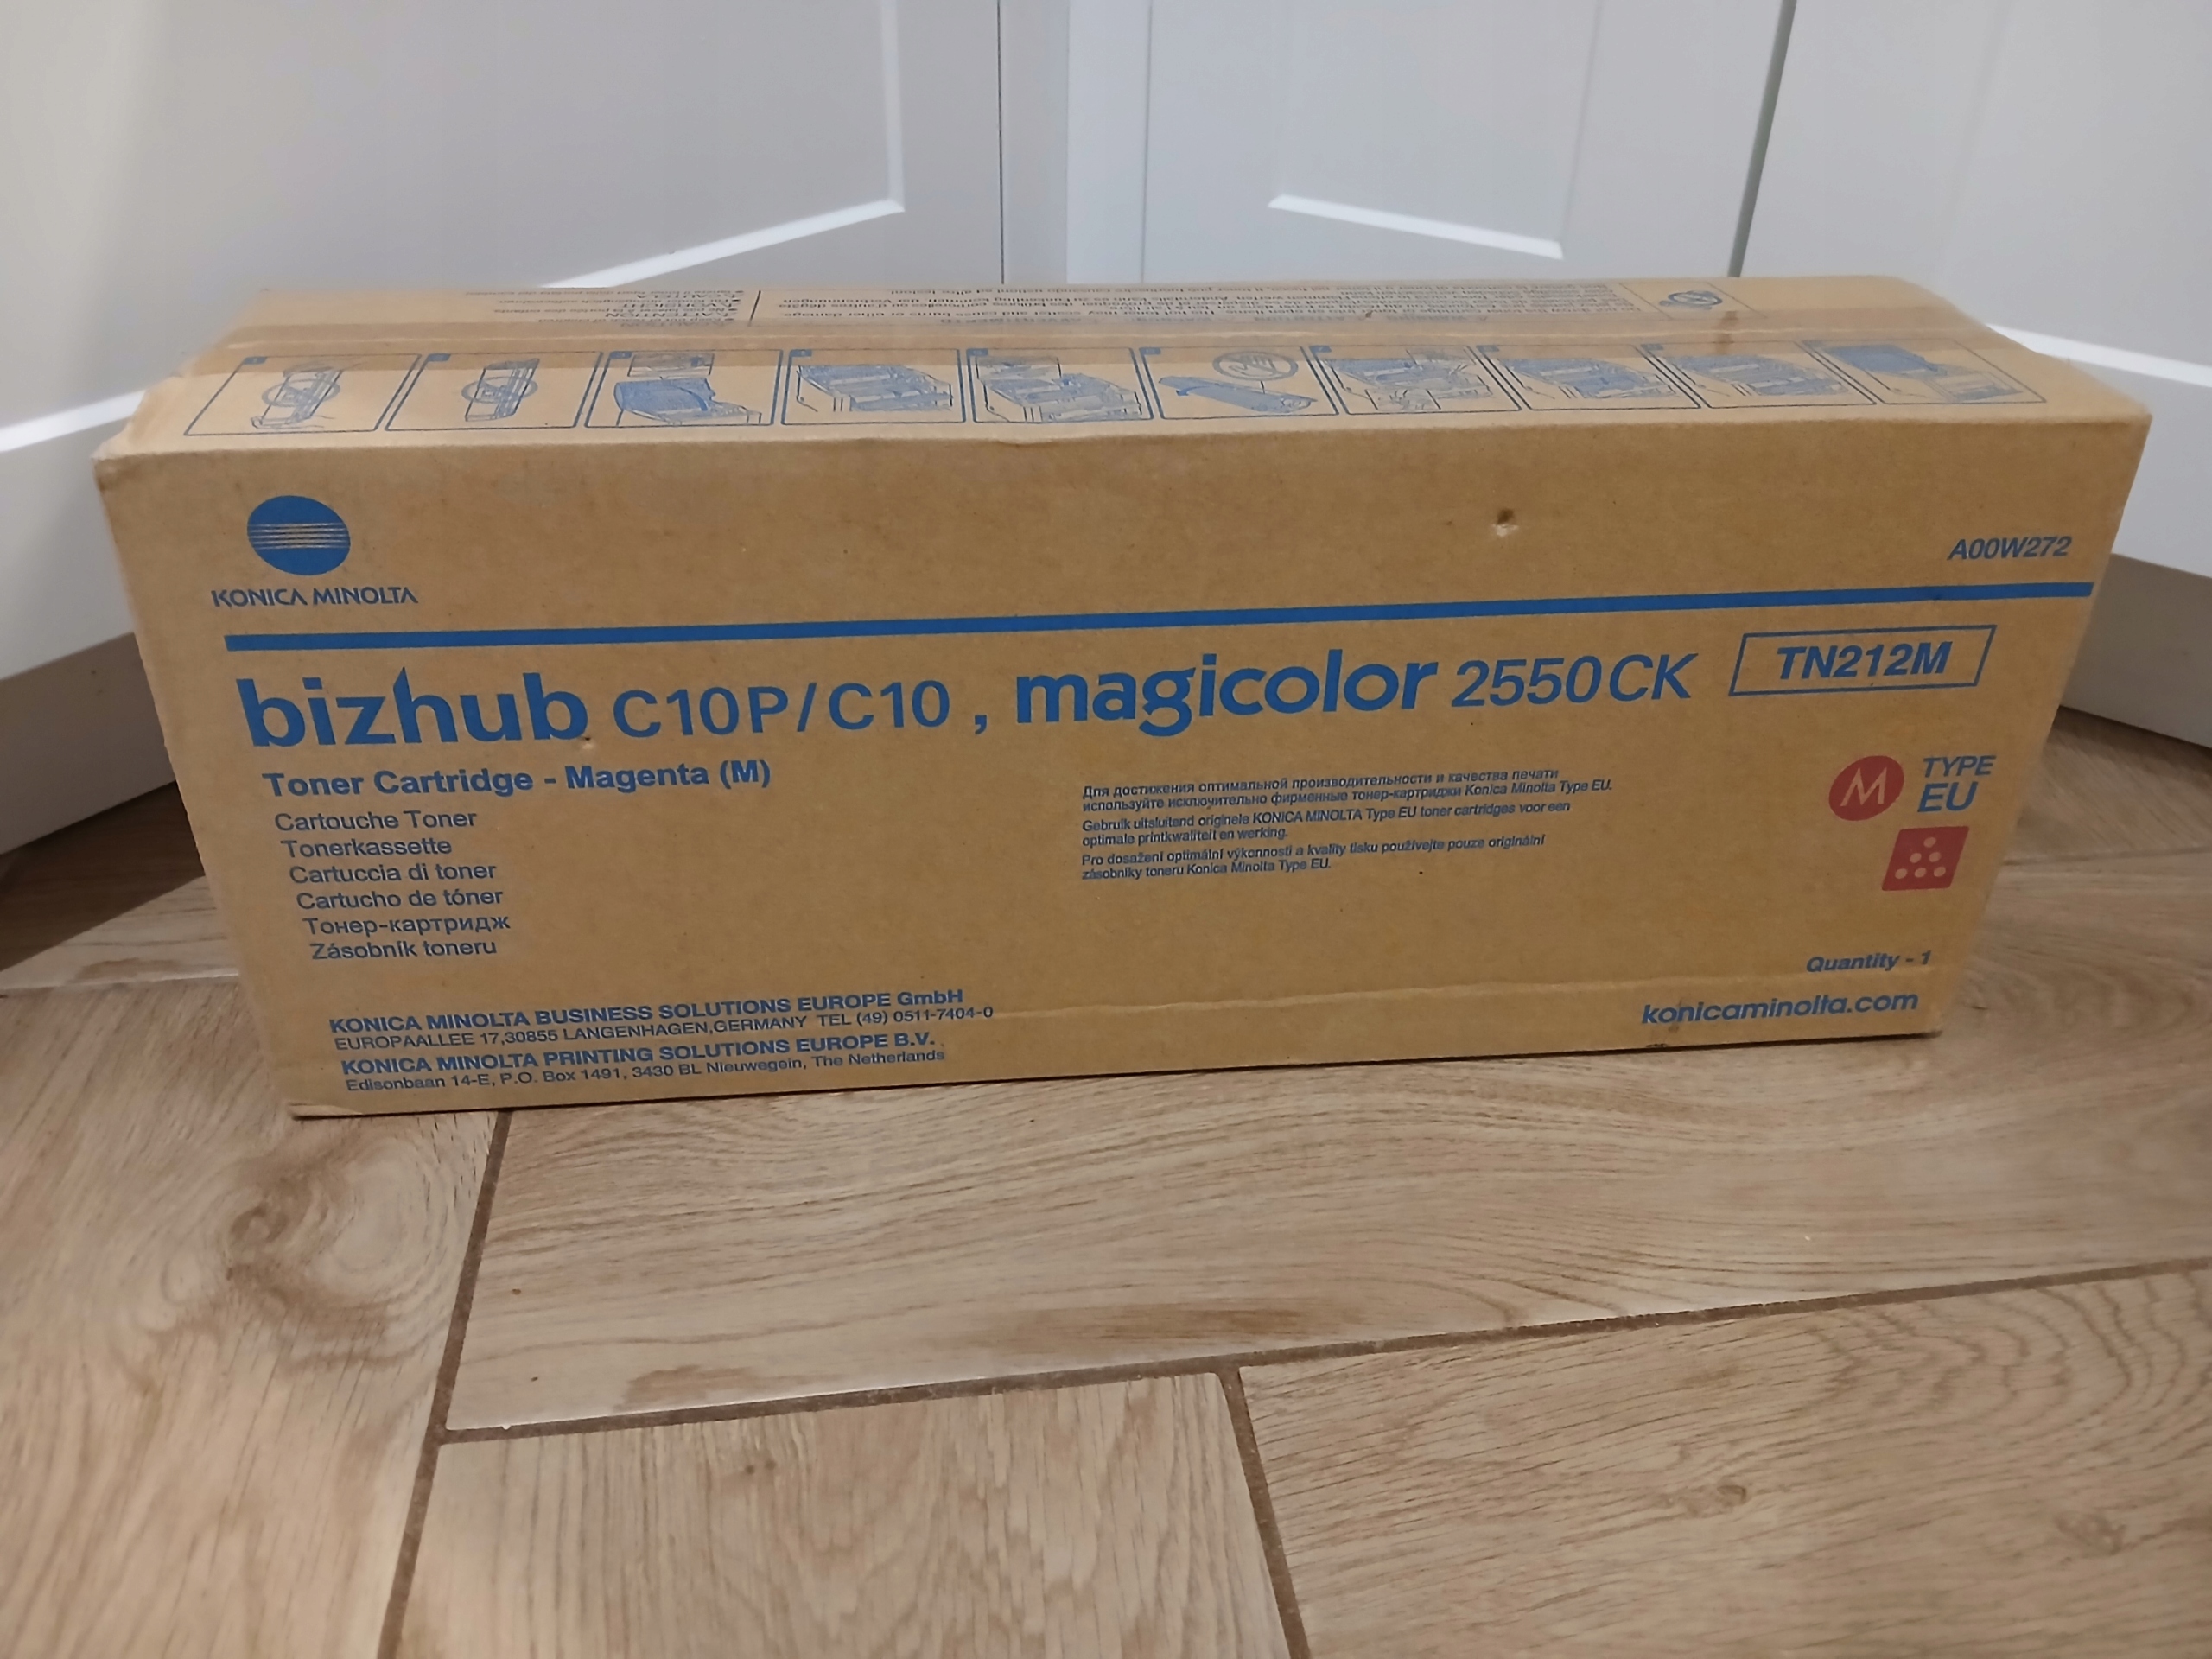 KONICA MINOLTA
A00W272
bizhub C10P/C10, magicolor 2550CK TN212M
Toner Cartridge - Magenta (M)
Cartouche Toner
Tonerkassette
Cartuccia di toner
Cartucho de tóner
Тонер-картридж
Zásobník toneru
Для достижения оптимальной производительности и качества печати
используйте исключительно фирменные тонер-картриджи Konica Minolta Type EU.
Gebruik uitsluitend originele KONICA MINOLTA Type EU toner cartridges voor een
optimale printkwaliteit en werking.
Pro dosažení optimální výkonnosti a kvality tisku používejte pouze originální
zásobníky toneru Konica Minolta Type EU.
M TYPE
EU
Quantity - 1
konicaminolta.com
KONICA MINOLTA BUSINESS SOLUTIONS EUROPE GmbH
EUROPAALLEE 17,30855 LANGENHAGEN,GERMANY TEL (49) 0511-7404-0
KONICA MINOLTA PRINTING SOLUTIONS EUROPE B.V.
Edisonbaan 14-E, P.O. Box 1491, 3430 BL Nieuwegein, The Netherlands